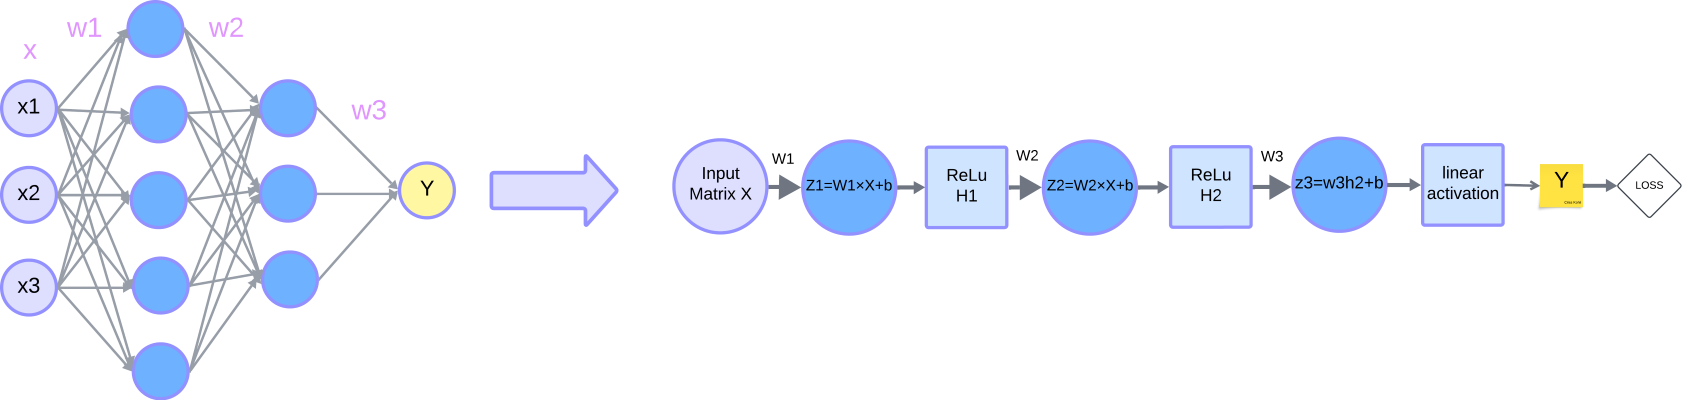 x
w1
w2
w3
x1
x2
x3
Y
Input
Matrix X
W1
Z1=W1×X+b
ReLu
H1
W2
Z2=W2×X+b
ReLu
H2
W3
z3=w3h2+b
linear
activation
Y
LOSS